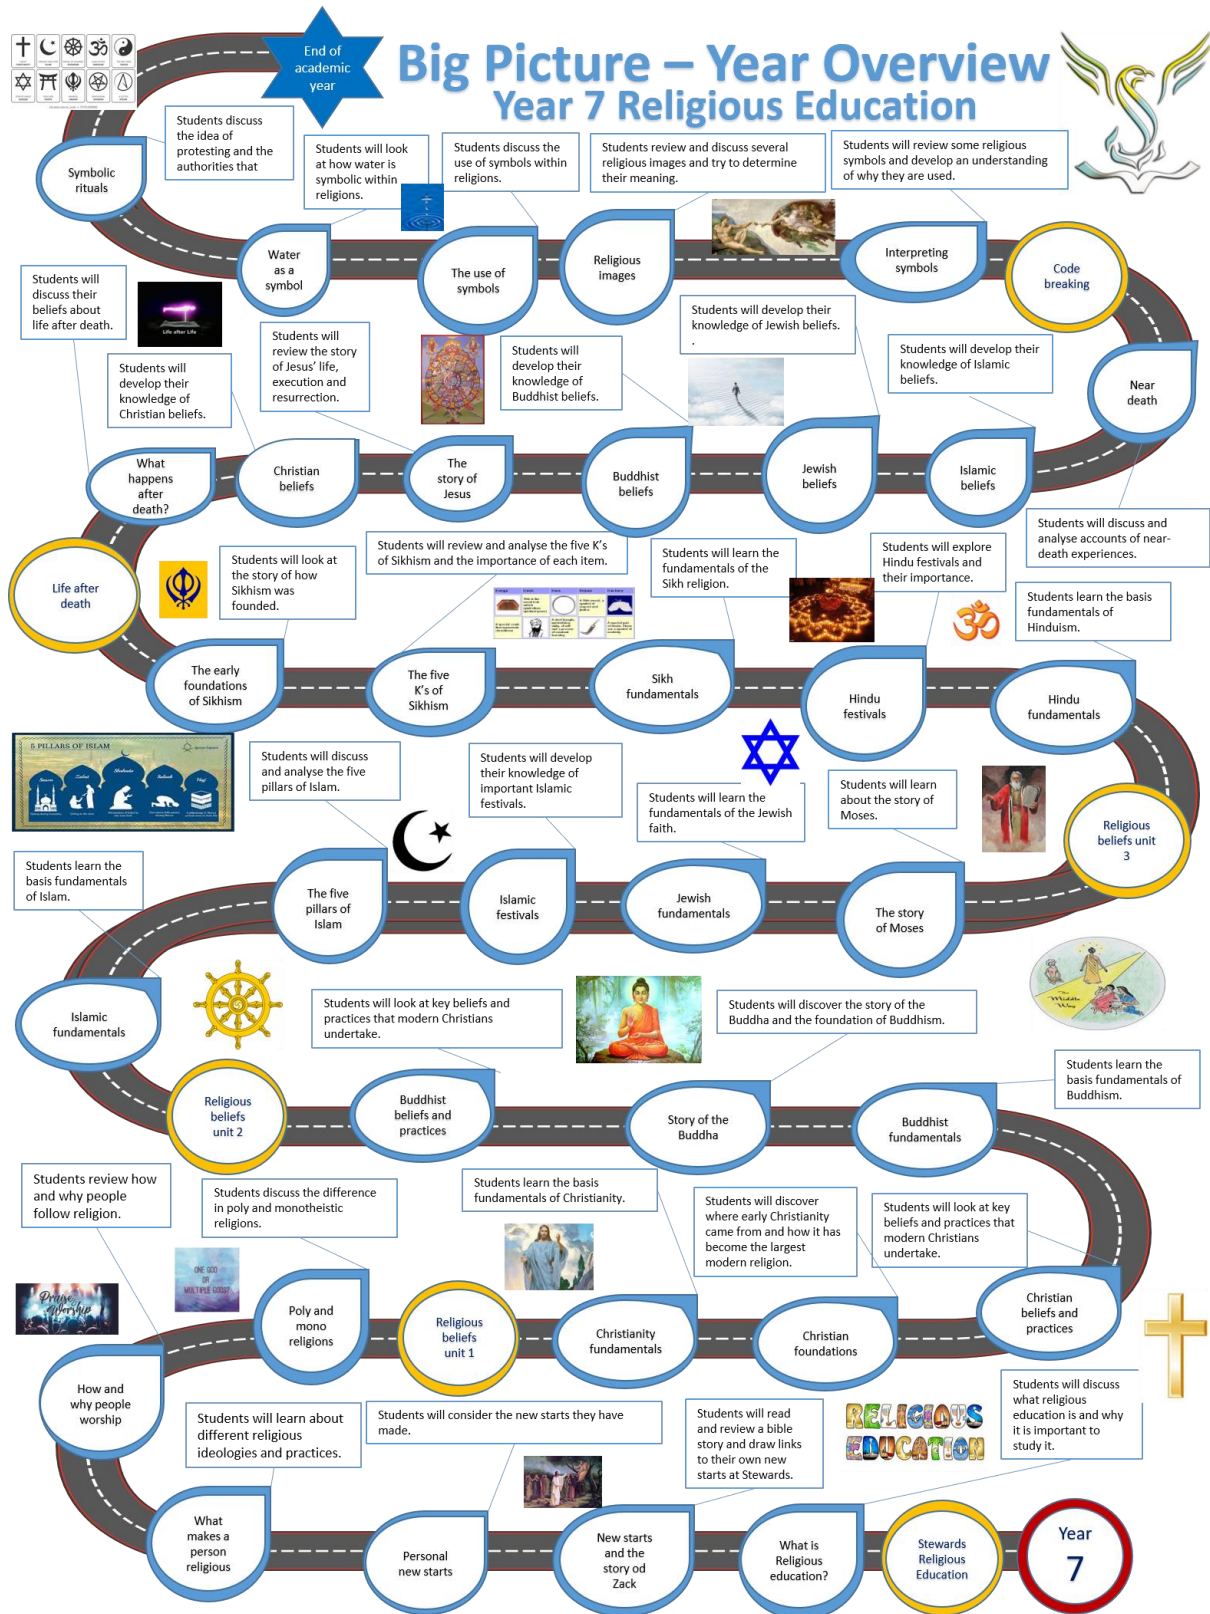 End of
academic
year
Big Picture – Year Overview
Year 7 Religious Education
Students discuss
the idea of
protesting and the
authorities that
Students will look
at how water is
symbolic within
religions.
Students discuss the
use of symbols within
religions.
Students review and discuss several
religious images and try to determine
their meaning.
Students will review some religious
symbols and develop an understanding
of why they are used.
Symbolic
rituals
Water
as a
symbol
The use of
symbols
Religious
images
Interpreting
symbols
Code
breaking
Students will
discuss their
beliefs about
life after death.
Life after Life
Students will
develop their
knowledge of
Christian beliefs.
Students will
review the story
of Jesus' life,
execution and
resurrection.
Students will
develop their
knowledge of
Buddhist beliefs.
Students will develop their
knowledge of Jewish beliefs.
.
Students will develop their
knowledge of Islamic
beliefs.
Near
death
What
happens
after
death?
Christian
beliefs
The
story of
Jesus
Buddhist
beliefs
Jewish
beliefs
Islamic
beliefs
Students will discuss and
analyse accounts of near-
death experiences.
Life after
death
Students will look at
the story of how
Sikhism was
founded.
Students will review and analyse the five K's
of Sikhism and the importance of each item.
Students will learn the
fundamentals of the
Sikh religion.
Students will explore
Hindu festivals and
their importance.
Students learn the basis
fundamentals of
Hinduism.
The early
foundations
of Sikhism
The five
K's of
Sikhism
Sikh
fundamentals
Hindu
festivals
Hindu
fundamentals
5 PILLARS OF ISLAM
Students will discuss
and analyse the five
pillars of Islam.
Students will develop
their knowledge of
important Islamic
festivals.
Students will learn the
fundamentals of the Jewish
faith.
Students will learn
about the story of
Moses.
Religious
beliefs unit
3
Students learn the
basis fundamentals
of Islam.
The five
pillars of
Islam
Islamic
festivals
Jewish
fundamentals
The story
of Moses
Islamic
fundamentals
Students will look at key beliefs and
practices that modern Christians
undertake.
Students will discover the story of the
Buddha and the foundation of Buddhism.
The
Middle
Way
Students learn the
basis fundamentals of
Buddhism.
Religious
beliefs
unit 2
Buddhist
beliefs and
practices
Story of the
Buddha
Buddhist
fundamentals
Students review how
and why people
follow religion.
Students discuss the difference
in poly and monotheistic
religions.
Students learn the basis
fundamentals of Christianity.
Students will discover
where early Christianity
came from and how it has
become the largest
modern religion.
Students will look at key
beliefs and practices that
modern Christians
undertake.
ONE GOD
OR
MULTIPLE GODS?
Praise
Worship
Poly and
mono
religions
Religious
beliefs
unit 1
Christianity
fundamentals
Christian
foundations
Christian
beliefs and
practices
How and
why people
worship
Students will learn about
different religious
ideologies and practices.
Students will consider the new starts they have
made.
Students will read
and review a bible
story and draw links
to their own new
starts at Stewards.
RELIGIOUS
EDUCATION
Students will discuss
what religious
education is and why
it is important to
study it.
What
makes a
person
religious
Personal
new starts
New starts
and the
story od
Zack
What is
Religious
education?
Stewards
Religious
Education
Year
7